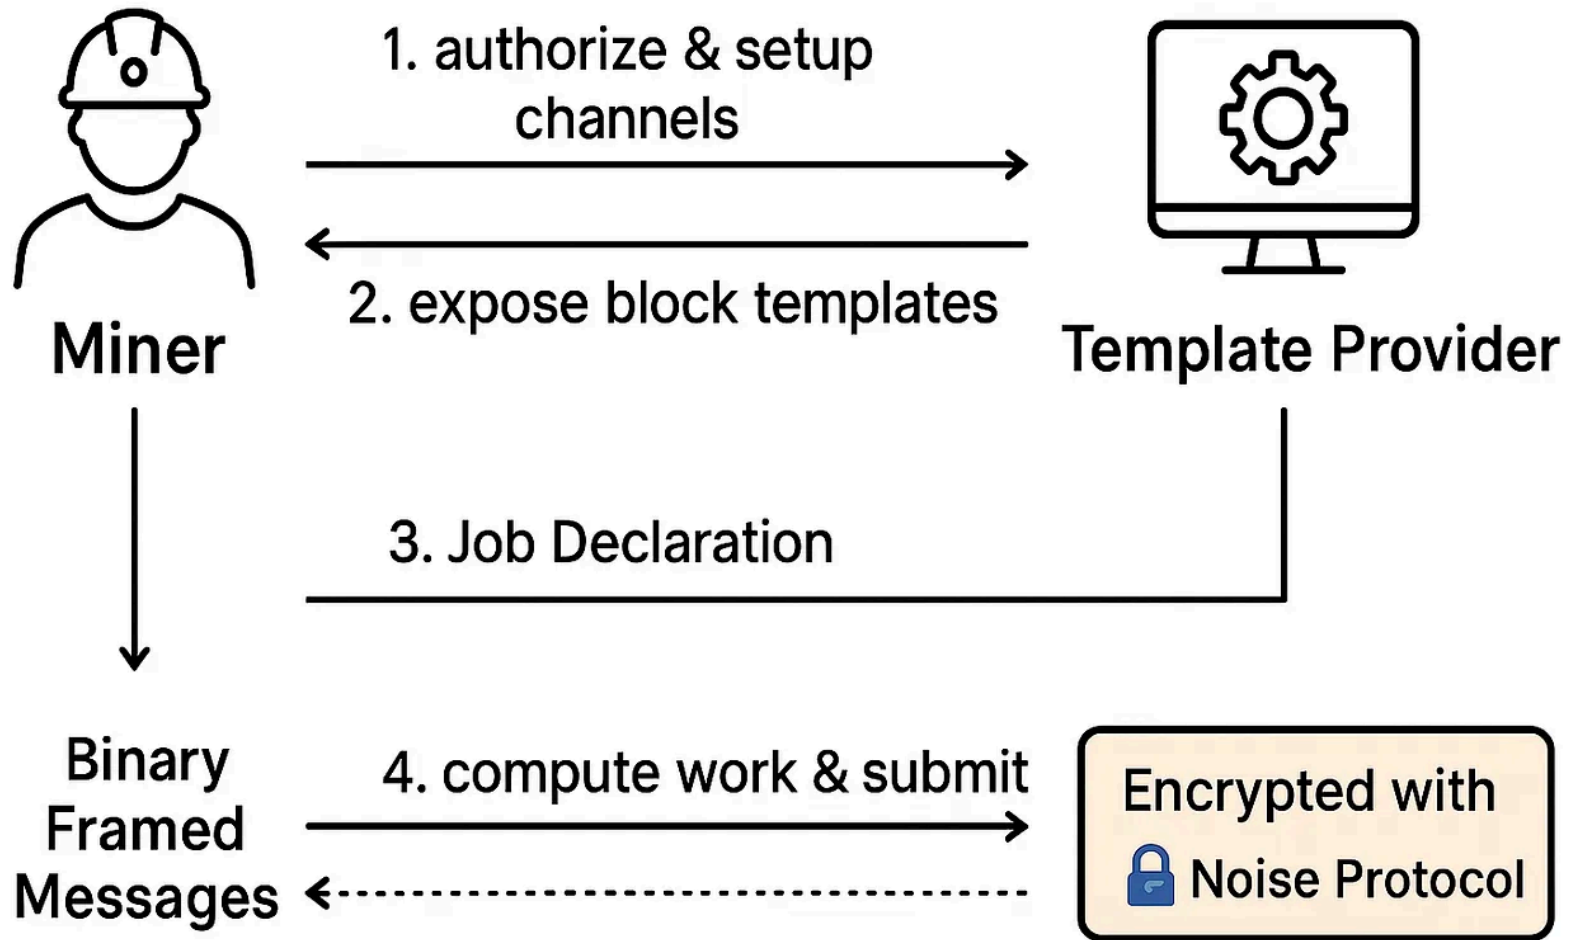 1. authorize & setup
channels
2. expose block templates
Miner
Template Provider
3. Job Declaration
Binary
Framed
Messages
4. compute work & submit
Encrypted with
Noise Protocol